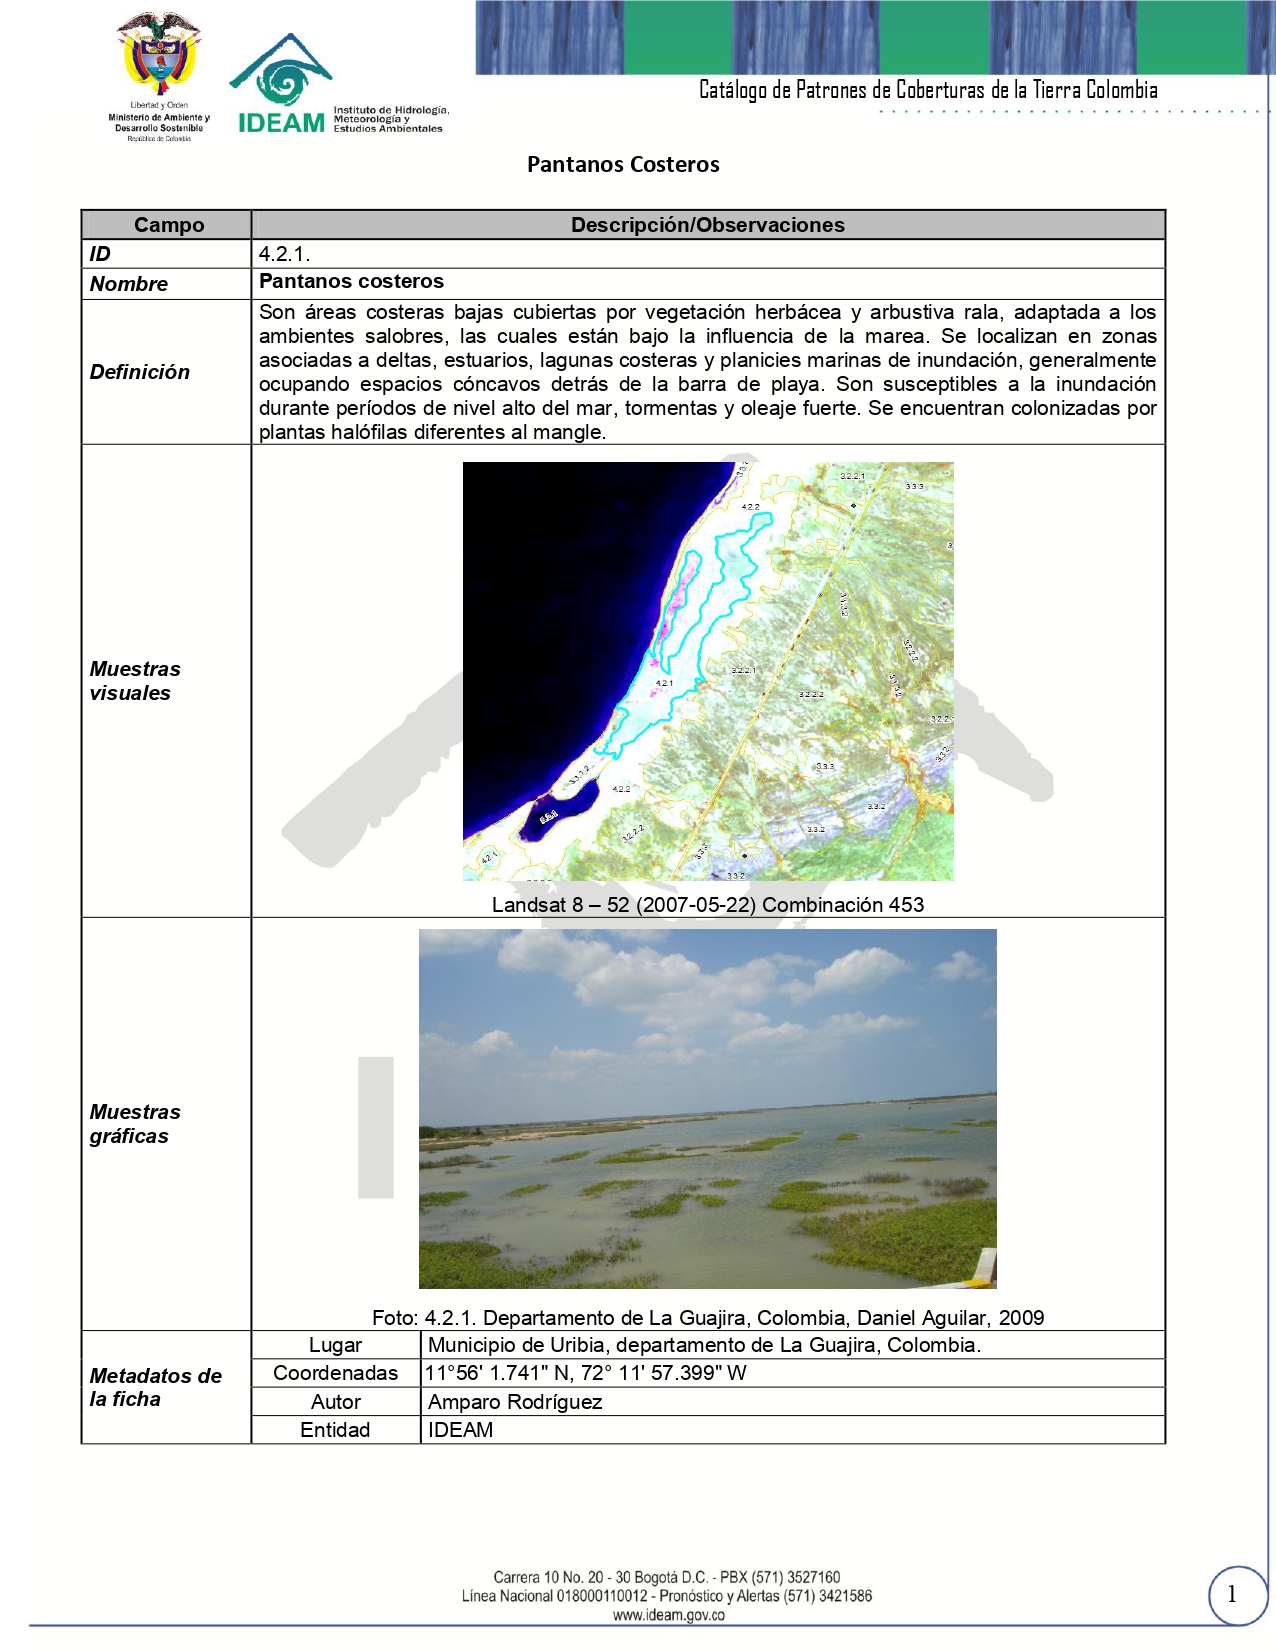 Libertad y Orden
Ministerio de Ambiente y
Desarrollo Sostenible
República de Colombia
IDEAM
Instituto de Hidrología,
Meteorología y
Estudios Ambientales
Catálogo de Patrones de Coberturas de la Tierra Colombia
Pantanos Costeros
Campo Descripción/Observaciones
ID 4.2.1.
Nombre Pantanos costeros
Definición
Son áreas costeras bajas cubiertas por vegetación herbácea y arbustiva rala, adaptada a los
ambientes salobres, las cuales están bajo la influencia de la marea. Se localizan en zonas
asociadas a deltas, estuarios, lagunas costeras y planicies marinas de inundación, generalmente
ocupando espacios cóncavos detrás de la barra de playa. Son susceptibles a la inundación
durante períodos de nivel alto del mar, tormentas y oleaje fuerte. Se encuentran colonizadas por
plantas halófilas diferentes al mangle.
Muestras
visuales
3.2.2.1
3.3.3
4.2.2
3.2.2.1
4.2.1
3.2.2.2
3.3.3
4.2.2
3.3.2
3.2.2.2
3.3.2
4.2.1
3.3.3
3.3.2
Landsat 8 – 52 (2007-05-22) Combinación 453
Muestras
gráficas
Foto: 4.2.1. Departamento de La Guajira, Colombia, Daniel Aguilar, 2009
Metadatos de
la ficha
Lugar Municipio de Uribia, departamento de La Guajira, Colombia.
Coordenadas 11°56' 1.741" N, 72° 11' 57.399" W
Autor Amparo Rodríguez
Entidad IDEAM
Carrera 10 No. 20 - 30 Bogotá D.C. - PBX (571) 3527160
Línea Nacional 018000110012 - Pronóstico y Alertas (571) 3421586
www.ideam.gov.co
1